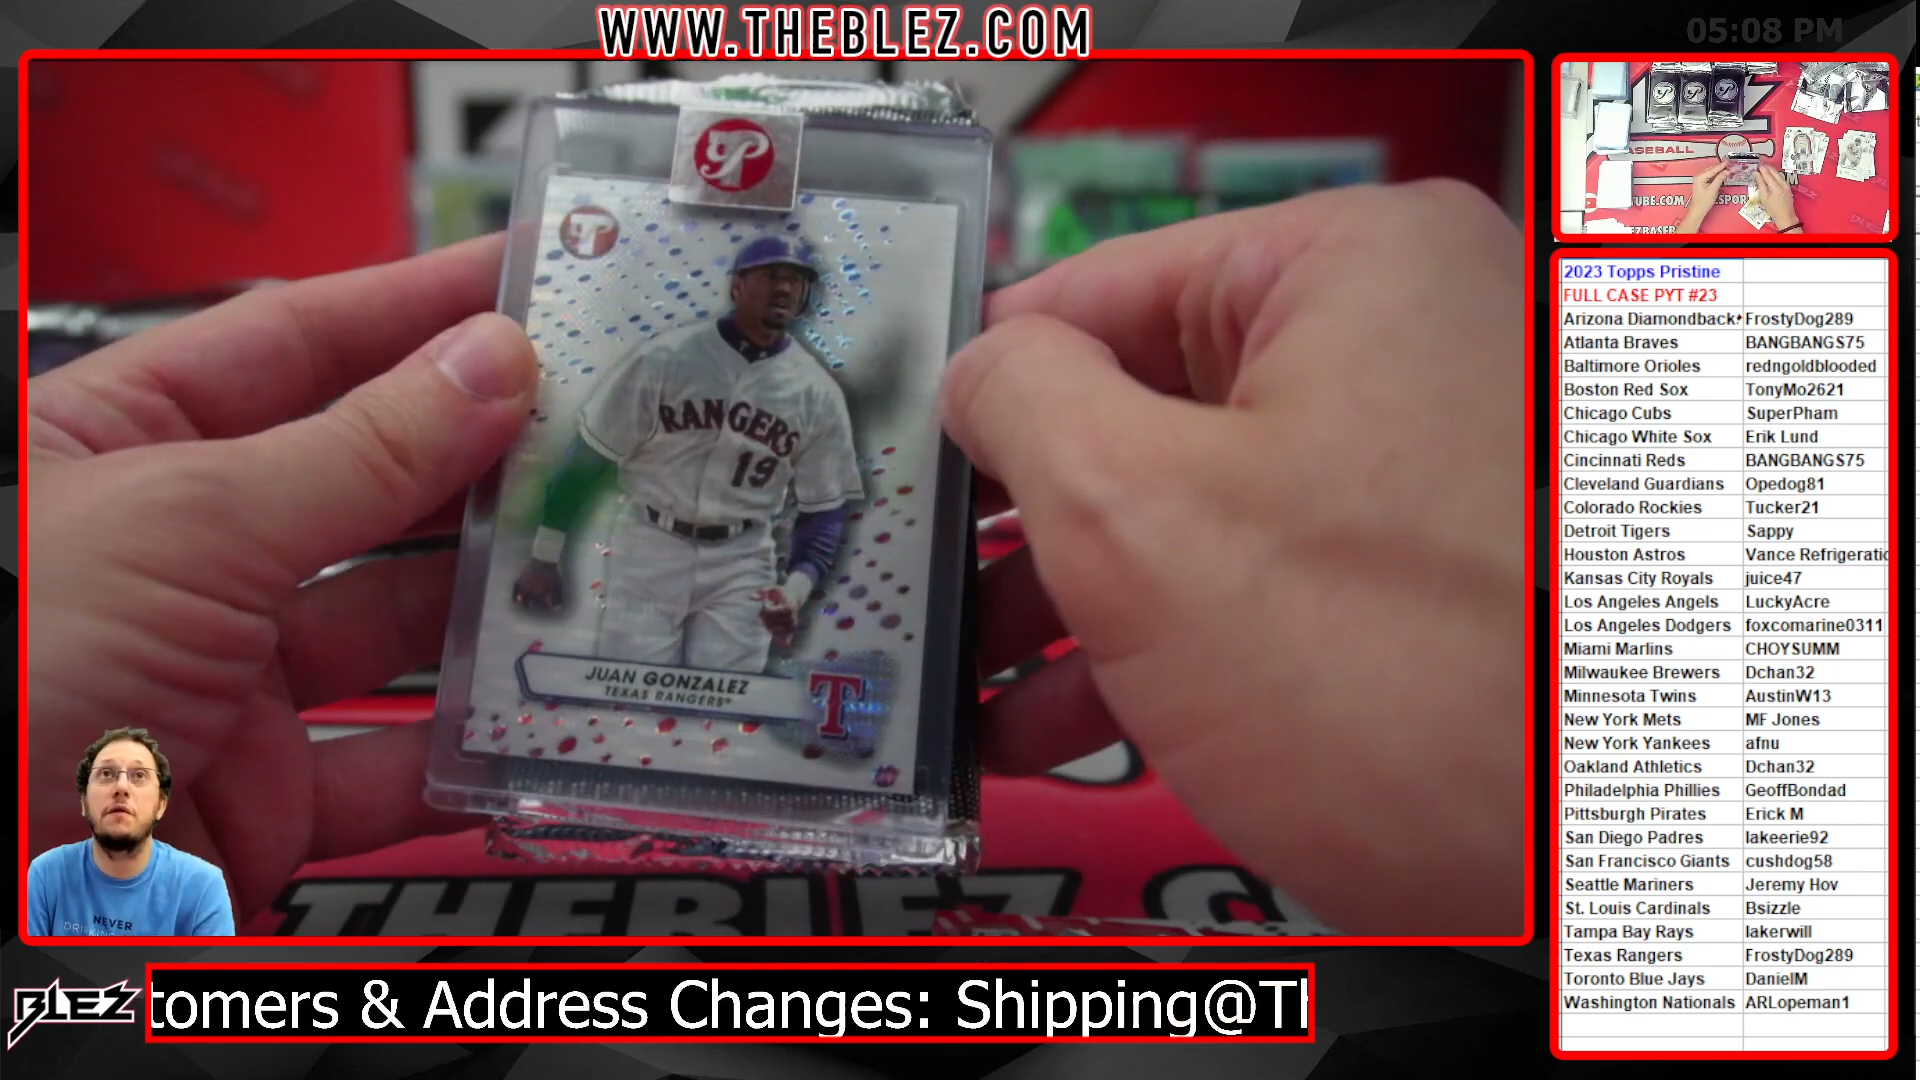 WWW.THEBLEZ.COM
05:08 PM
RANGERS
19
JUAN GONZALEZ
TEXAS RANGERS®
T
THEBLEZ.C
NEVER
BLEZ
tomers & Address Changes: Shipping@Th
ASEBALL
2023 Topps Pristine
FULL CASE PYT #23
Arizona Diamondback FrostyDog289
Atlanta Braves BANGBANGS75
Baltimore Orioles redngoldblooded
Boston Red Sox TonyMo2621
Chicago Cubs SuperPham
Chicago White Sox Erik Lund
Cincinnati Reds BANGBANGS75
Cleveland Guardians Opedog81
Colorado Rockies Tucker21
Detroit Tigers Sappy
Houston Astros Vance Refrigeratio
Kansas City Royals juice47
Los Angeles Angels LuckyAcre
Los Angeles Dodgers foxcomarine0311
Miami Marlins CHOYSUMM
Milwaukee Brewers Dchan32
Minnesota Twins AustinW13
New York Mets MF Jones
New York Yankees afnu
Oakland Athletics Dchan32
Philadelphia Phillies GeoffBondad
Pittsburgh Pirates Erick M
San Diego Padres lakeerie92
San Francisco Giants cushdog58
Seattle Mariners Jeremy Hov
St. Louis Cardinals Bsizzle
Tampa Bay Rays lakerwill
Texas Rangers FrostyDog289
Toronto Blue Jays DanielM
Washington Nationals ARLopeman1